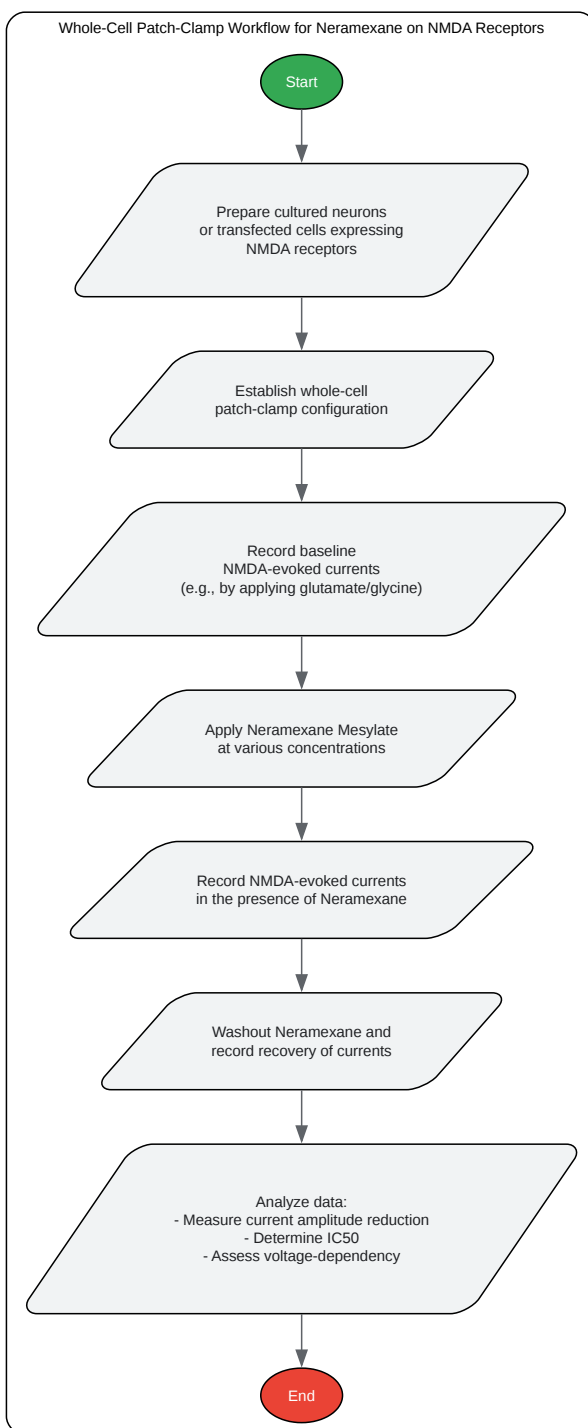 Whole-Cell Patch-Clamp Workflow for Neramexane on NMDA Receptors
Start
Prepare cultured neurons
or transfected cells expressing
NMDA receptors
Establish whole-cell
patch-clamp configuration
Record baseline
NMDA-evoked currents
(e.g., by applying glutamate/glycine)
Apply Neramexane Mesylate
at various concentrations
Record NMDA-evoked currents
in the presence of Neramexane
Washout Neramexane and
record recovery of currents
Analyze data:
- Measure current amplitude reduction
- Determine IC50
- Assess voltage-dependency
End